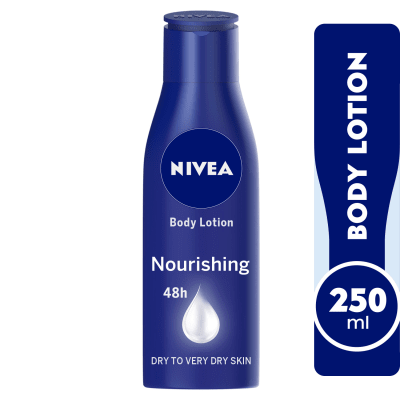 NIVEA
Body Lotion
Nourishing
48h
DRY TO VERY DRY SKIN
BODY LOTION
250
ml